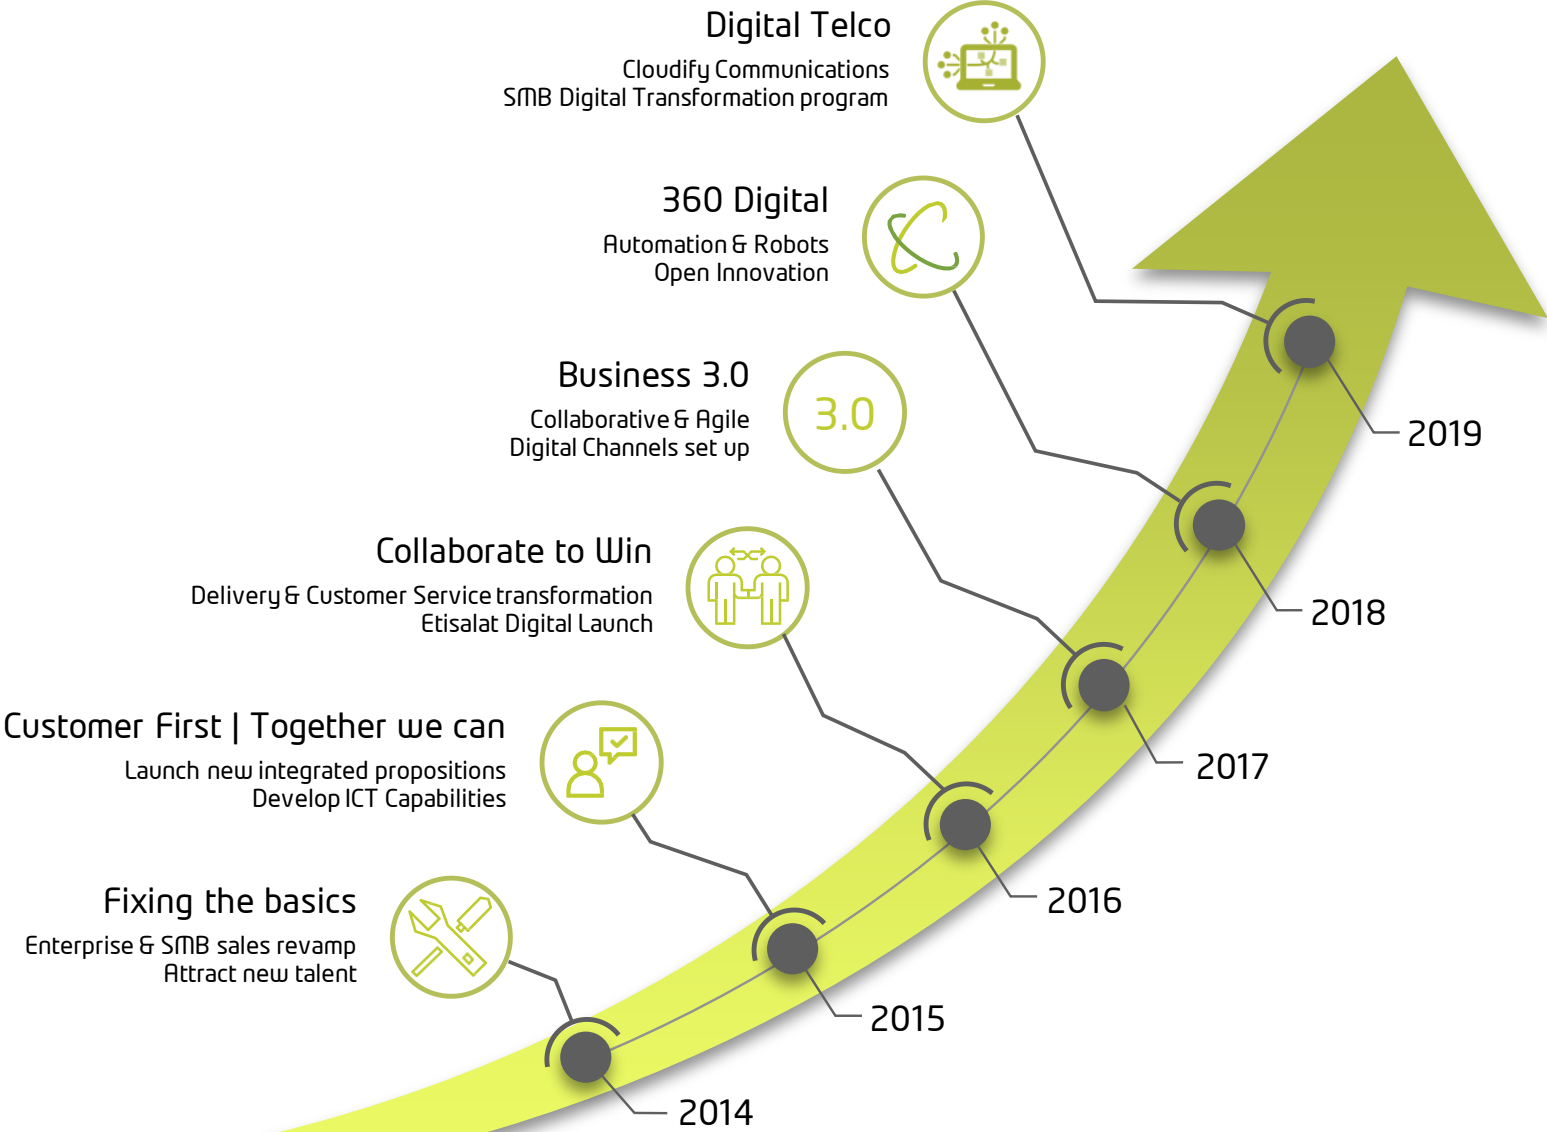 Digital Telco
Cloudify Communications
SMB Digital Transformation program
360 Digital
Automation & Robots
Open Innovation
Business 3.0
Collaborative & Agile
Digital Channels set up
3.0
2019
Collaborate to Win
Delivery & Customer Service transformation
Etisalat Digital Launch
2018
Customer First | Together we can
Launch new integrated propositions
Develop ICT Capabilities
2017
Fixing the basics
Enterprise & SMB sales revamp
Attract new talent
2016
2015
2014